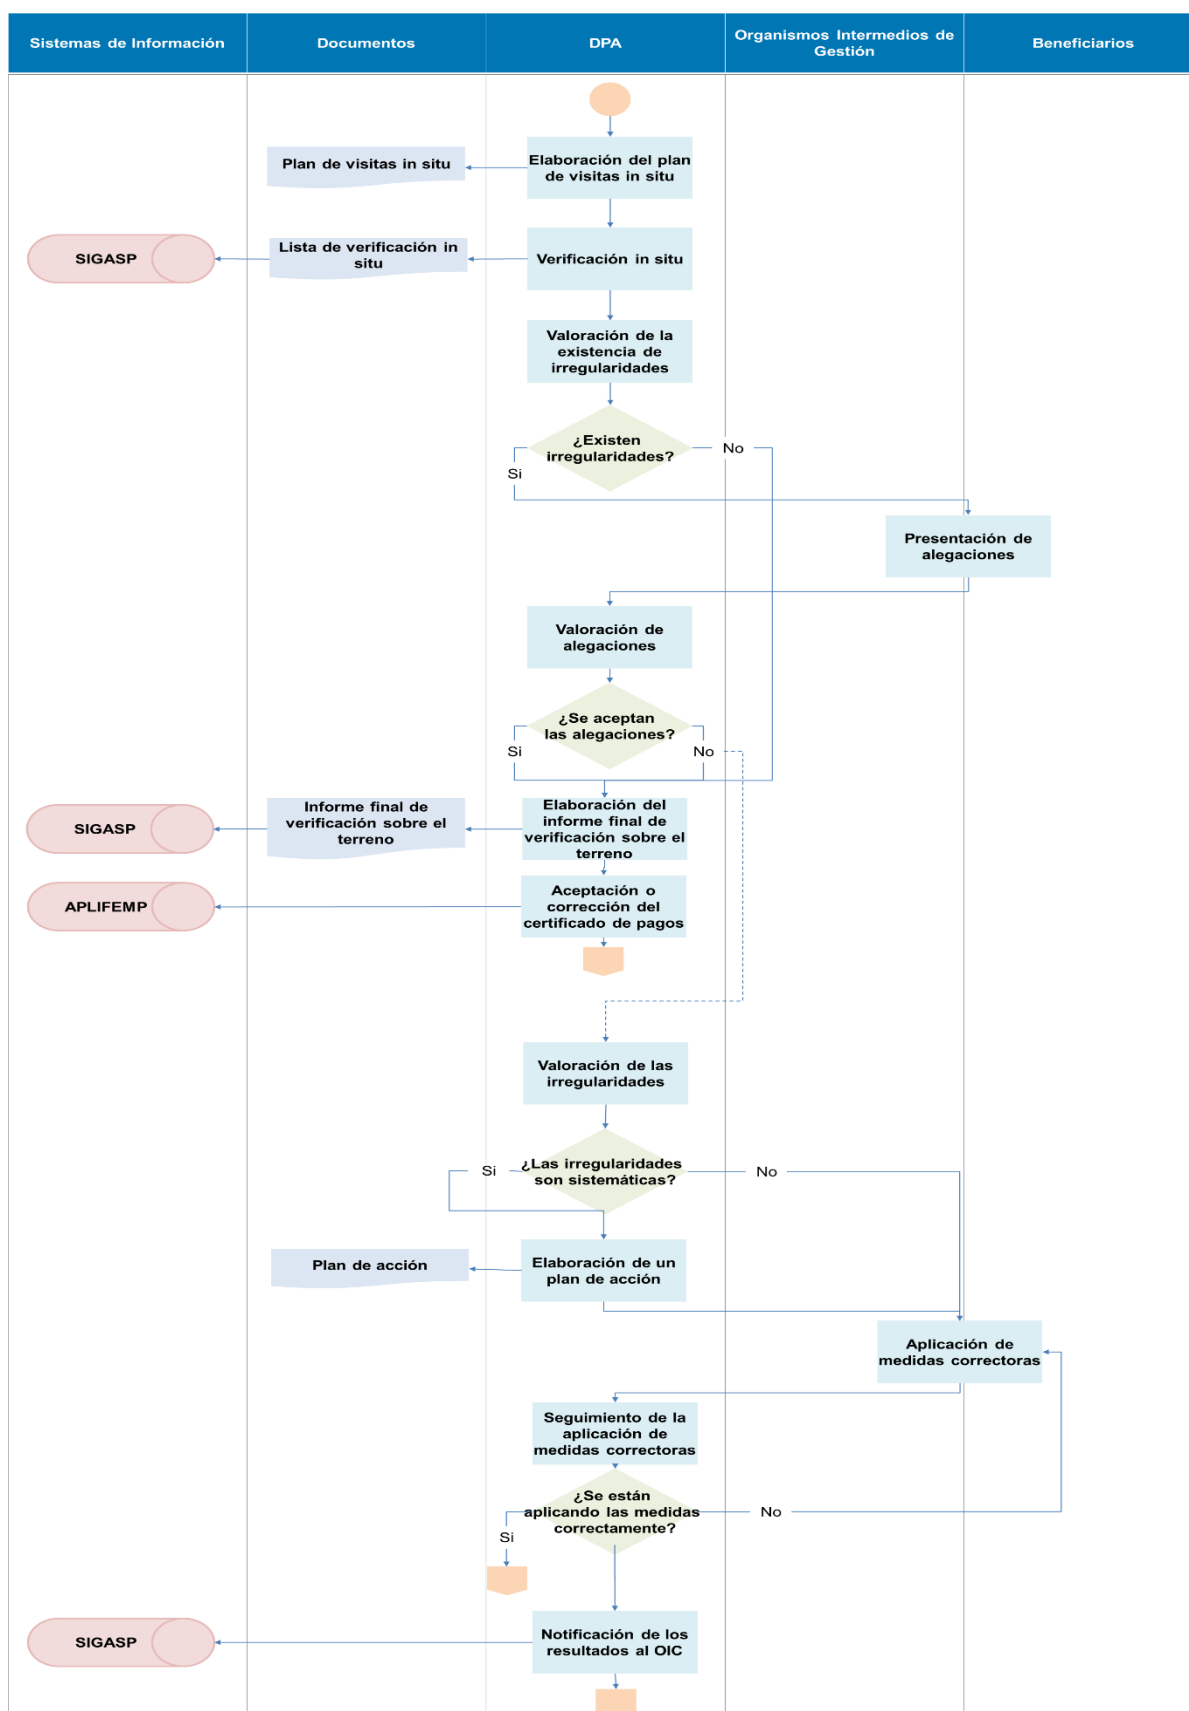 Sistemas de Información
Documentos
DPA
Organismos Intermedios de
Gestión
Beneficiarios
Plan de visitas in situ
Elaboración del plan
de visitas in situ
SIGASP
Lista de verificación in
situ
Verificación in situ
Valoración de la
existencia de
irregularidades
¿Existen
irregularidades?
No
Si
Presentación de
alegaciones
Valoración de
alegaciones
¿Se aceptan
las alegaciones?
Si
No
SIGASP
Informe final de
verificación sobre el
terreno
Elaboración del
informe final de
verificación sobre el
terreno
APLIFEMP
Aceptación o
corrección del
certificado de pagos
Valoración de las
irregularidades
Si
¿Las irregularidades
son sistemáticas?
No
Plan de acción
Elaboración de un
plan de acción
Aplicación de
medidas correctoras
Seguimiento de la
aplicación de
medidas correctoras
¿Se están
aplicando las medidas
correctamente?
No
Si
SIGASP
Notificación de los
resultados al OIC